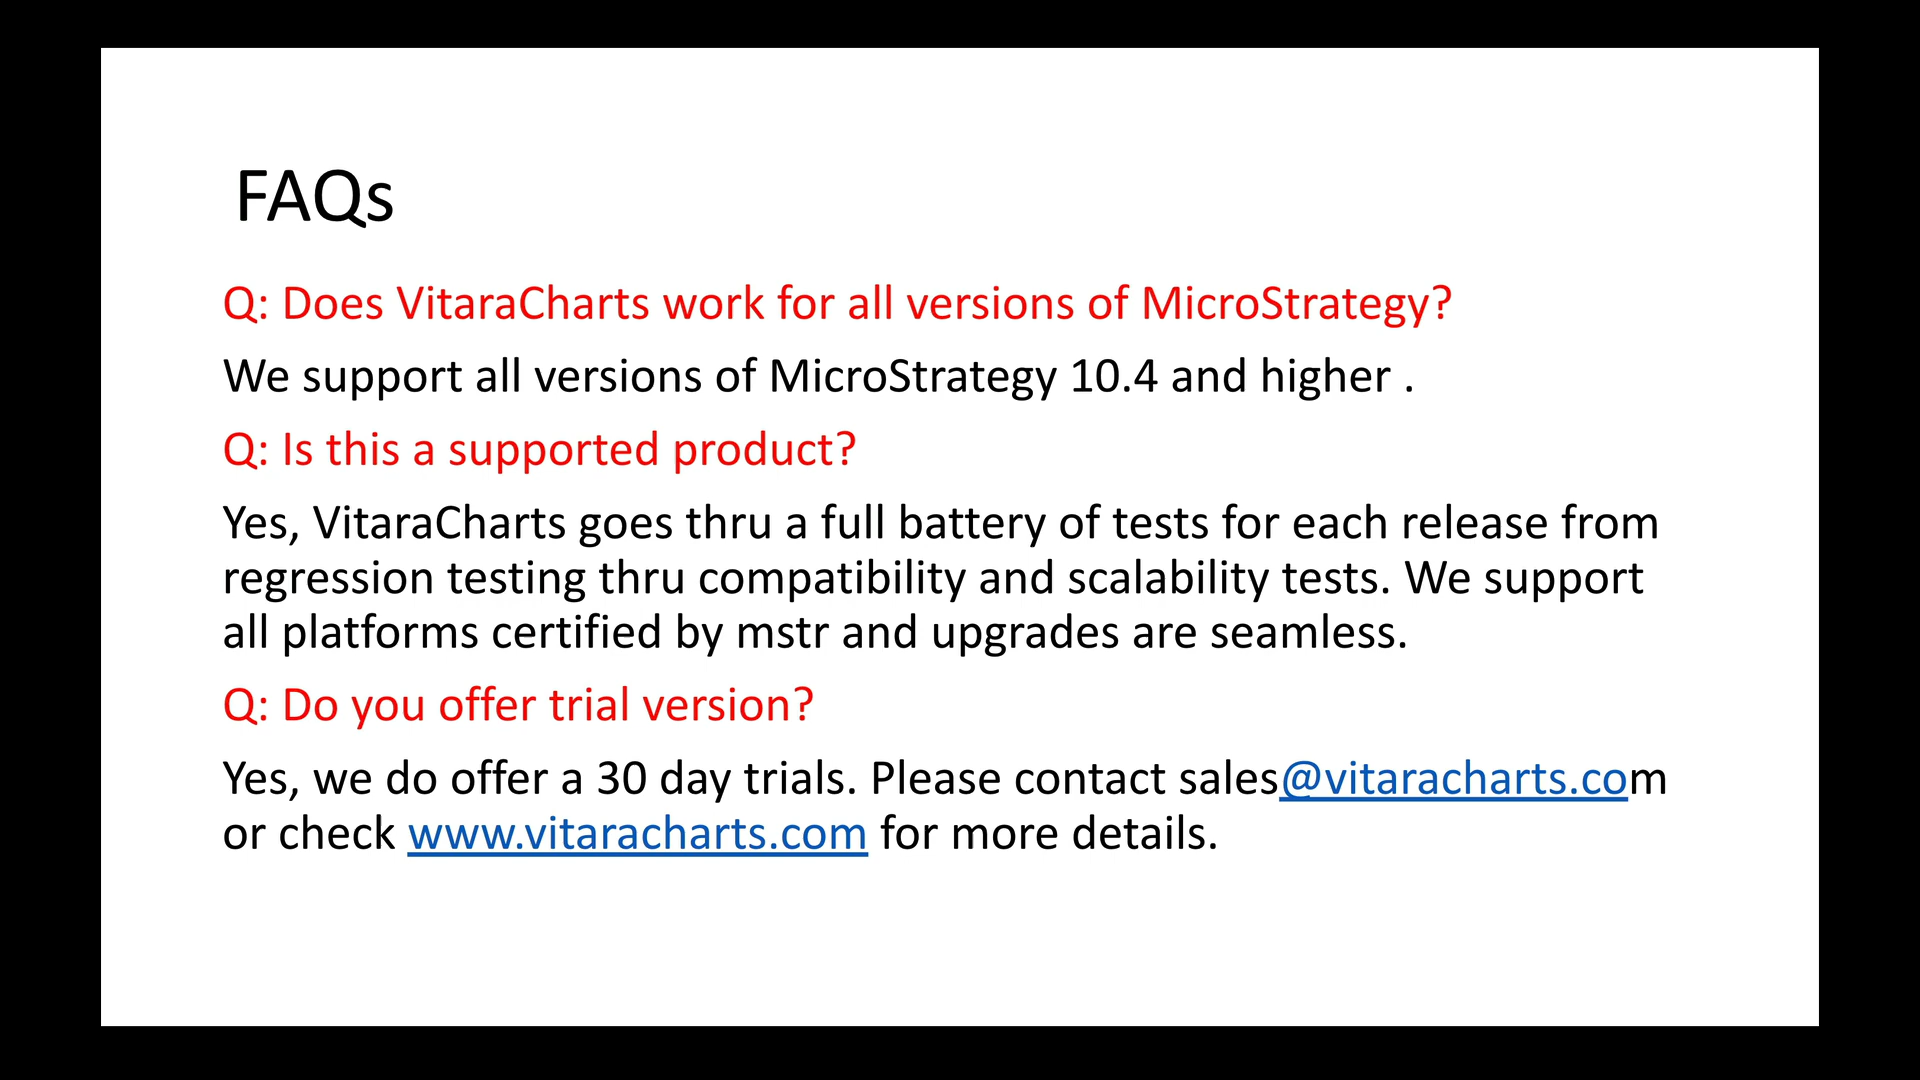 FAQs
Q: Does VitaraCharts work for all versions of MicroStrategy?
We support all versions of MicroStrategy 10.4 and higher .
Q: Is this a supported product?
Yes, VitaraCharts goes thru a full battery of tests for each release from
regression testing thru compatibility and scalability tests. We support
all platforms certified by mstr and upgrades are seamless.
Q: Do you offer trial version?
Yes, we do offer a 30 day trials. Please contact sales@vitaracharts.com
or check www.vitaracharts.com for more details.